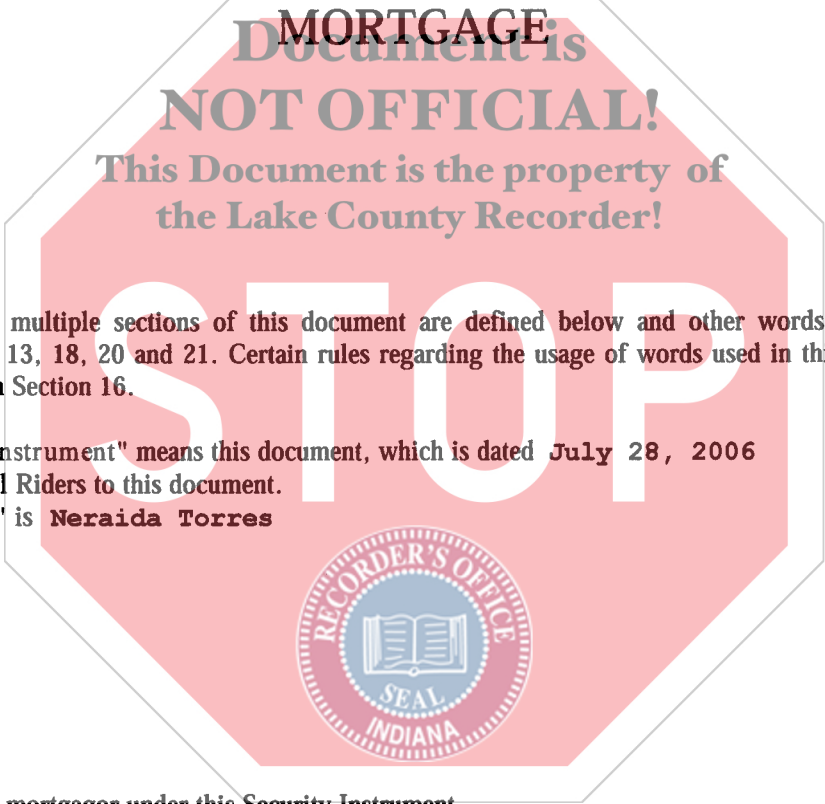 MORTGAGE
Document is
NOT OFFICIAL!
This Document is the property of
the Lake County Recorder!
STOP
multiple sections of this document are defined below and other words
13, 18, 20 and 21. Certain rules regarding the usage of words used in
Section 16.
nstrument" means this document, which is dated July 28, 2006
Riders to this document.
" is Neraida Torres
RECORDER'S OFFICE
SEAL
INDIANA
mortgagor under this Security Instrument